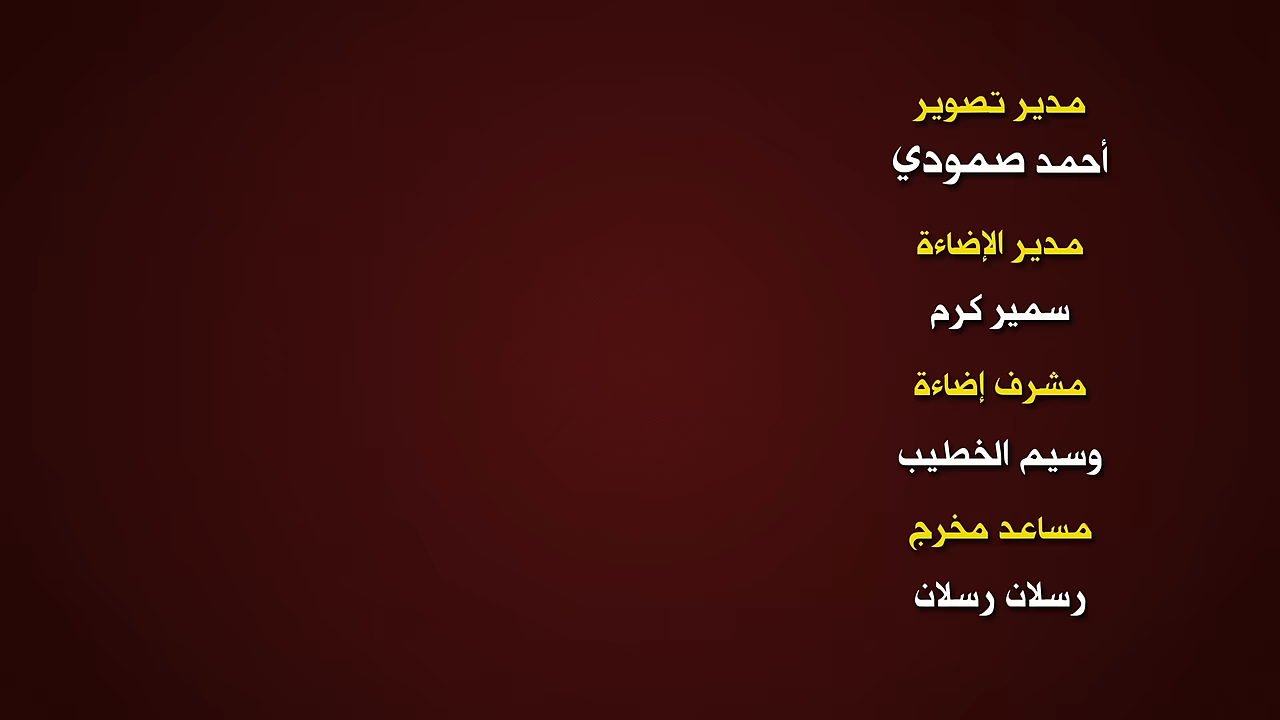 مدير تصوير
أحمد صمودي
مدير الإضاءة
سمير كرم
مشرف إضاءة
وسيم الخطيب
مساعد مخرج
رسلان رسلان